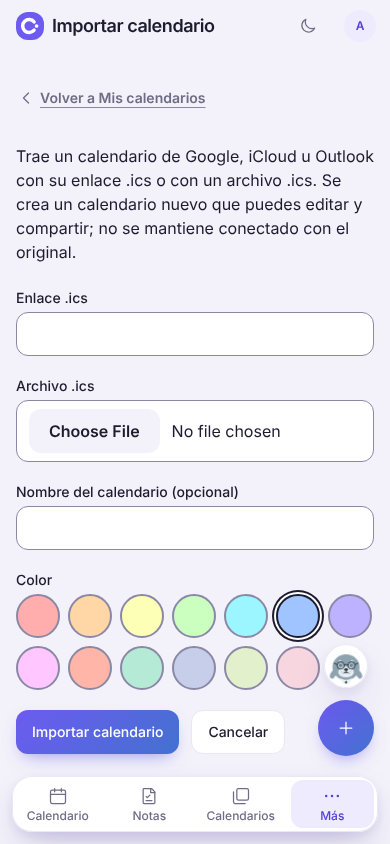 Importar calendario
A
Volver a Mis calendarios
Trae un calendario de Google, iCloud u Outlook
con su enlace .ics o con un archivo .ics. Se
crea un calendario nuevo que puedes editar y
compartir; no se mantiene conectado con el
original.
Enlace .ics
Archivo .ics
Choose File No file chosen
Nombre del calendario (opcional)
Color
Importar calendario Cancelar
Calendario Notas Calendarios Más